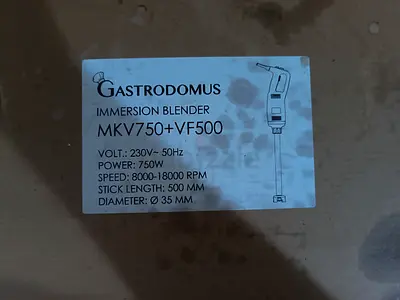 GASTRODOMUS
IMMERSION BLENDER
MKV750+VF500
VOLT.: 230V~ 50Hz
POWER: 750W
SPEED: 8000-18000 RPM
STICK LENGTH: 500 MM
DIAMETER: Ø 35 MM